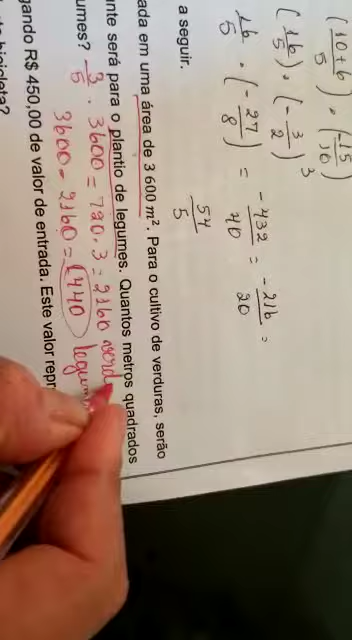 (10+6/5) · (15/10)
(16/5) · (-3/2)³
16/5 · (-27/8) = -432/40 = -216/20 =
54/5
a seguir.
ada em uma área de 3 600 m². Para o cultivo de verduras, serão
nte será para o plantio de legumes. Quantos metros quadrados
umes?
3/5 · 3600 = 720·3 = 2160 verd
3600 - 2160 = 1440 legum
gando R$ 450,00 de valor de entrada. Este valor repr
bicicleta?